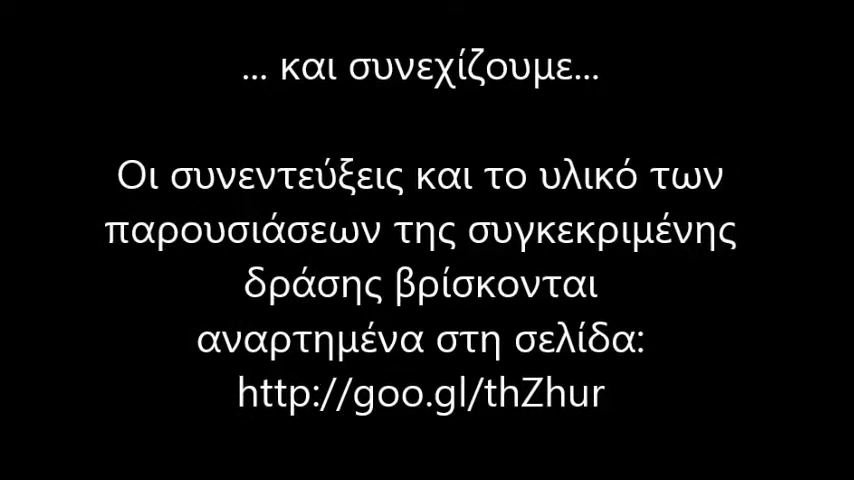 ... και συνεχίζουμε...
Οι συνεντεύξεις και το υλικό των
παρουσιάσεων της συγκεκριμένης
δράσης βρίσκονται
αναρτημένα στη σελίδα:
http://goo.gl/thZhur